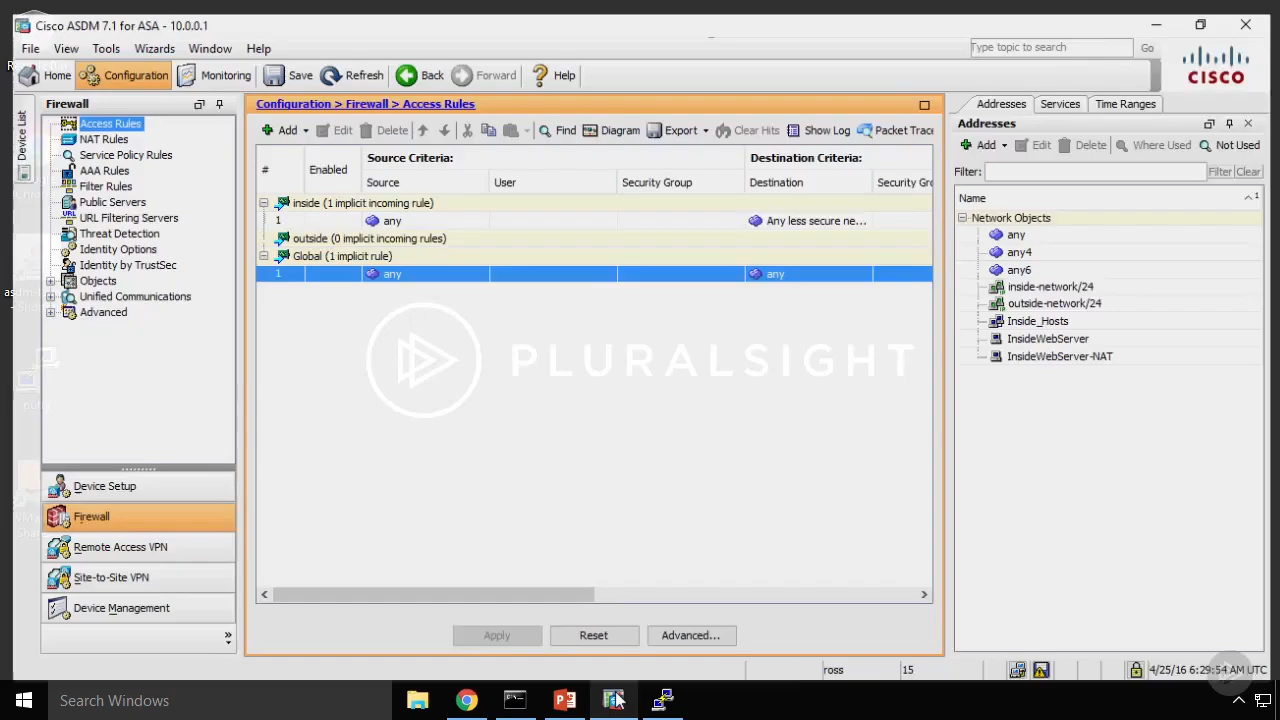 Cisco ASDM 7.1 for ASA - 10.0.0.1
File View Tools Wizards Window Help
Type topic to search Go
Home Configuration Monitoring Save Refresh Back Forward Help
CISCO
Device List
Firewall
Access Rules
NAT Rules
Service Policy Rules
AAA Rules
Filter Rules
Public Servers
URL Filtering Servers
Threat Detection
Identity Options
Identity by TrustSec
Objects
Unified Communications
Advanced
Device Setup
Firewall
Remote Access VPN
Site-to-Site VPN
Device Management
Configuration > Firewall > Access Rules
Add Edit Delete Find Diagram Export Clear Hits Show Log Packet Trace
# Enabled Source Criteria: Destination Criteria:
Source User Security Group Destination Security Gro
inside (1 implicit incoming rule)
1 any Any less secure ne...
outside (0 implicit incoming rules)
Global (1 implicit rule)
1 any any
PLURALSIGHT
Apply Reset Advanced...
Addresses Services Time Ranges
Addresses
Add Edit Delete Where Used Not Used
Filter: Filter Clear
Name
Network Objects
any
any4
any6
inside-network/24
outside-network/24
Inside_Hosts
InsideWebServer
InsideWebServer-NAT
ross 15 4/25/16 6:29:54 AM UTC
Search Windows